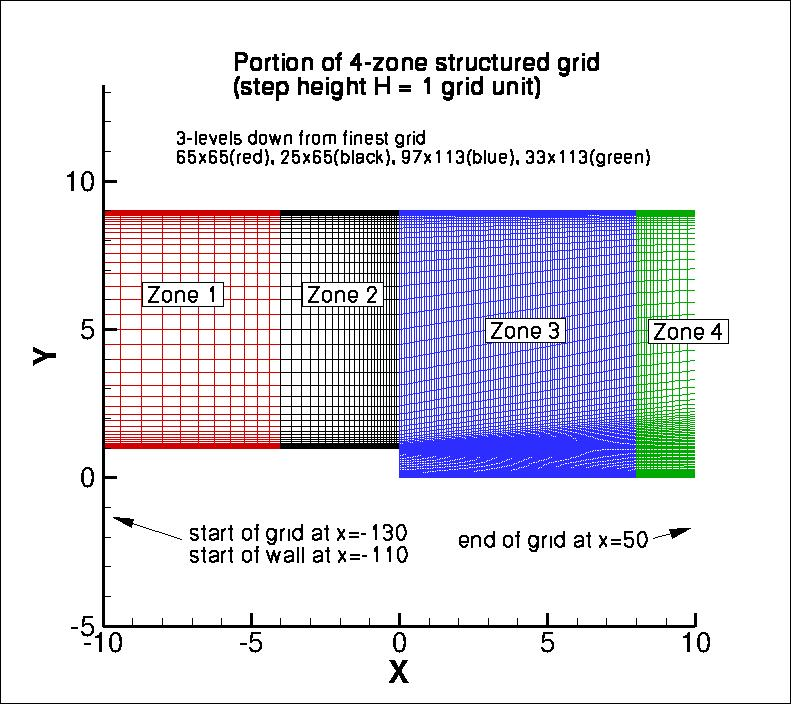 Portion of 4-zone structured grid
(step height H = 1 grid unit)
3-levels down from finest grid
65x65(red), 25x65(black), 97x113(blue), 33x113(green)
10
Zone 1
Zone 2
Zone 3
Zone 4
5
Y
0
start of grid at x=-130
start of wall at x=-110
end of grid at x=50
-5
-10
-5
0
5
10
X